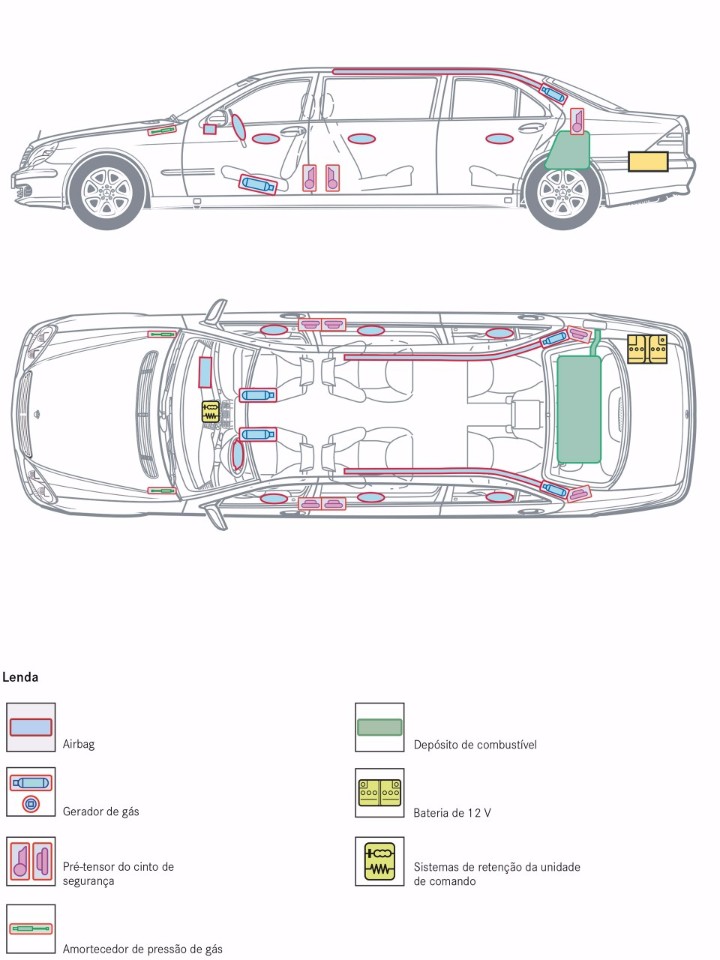 Lenda
Airbag
Depósito de combustível
Gerador de gás
Bateria de 12 V
Pré-tensor do cinto de
segurança
Sistemas de retenção da unidade
de comando
Amortecedor de pressão de gás